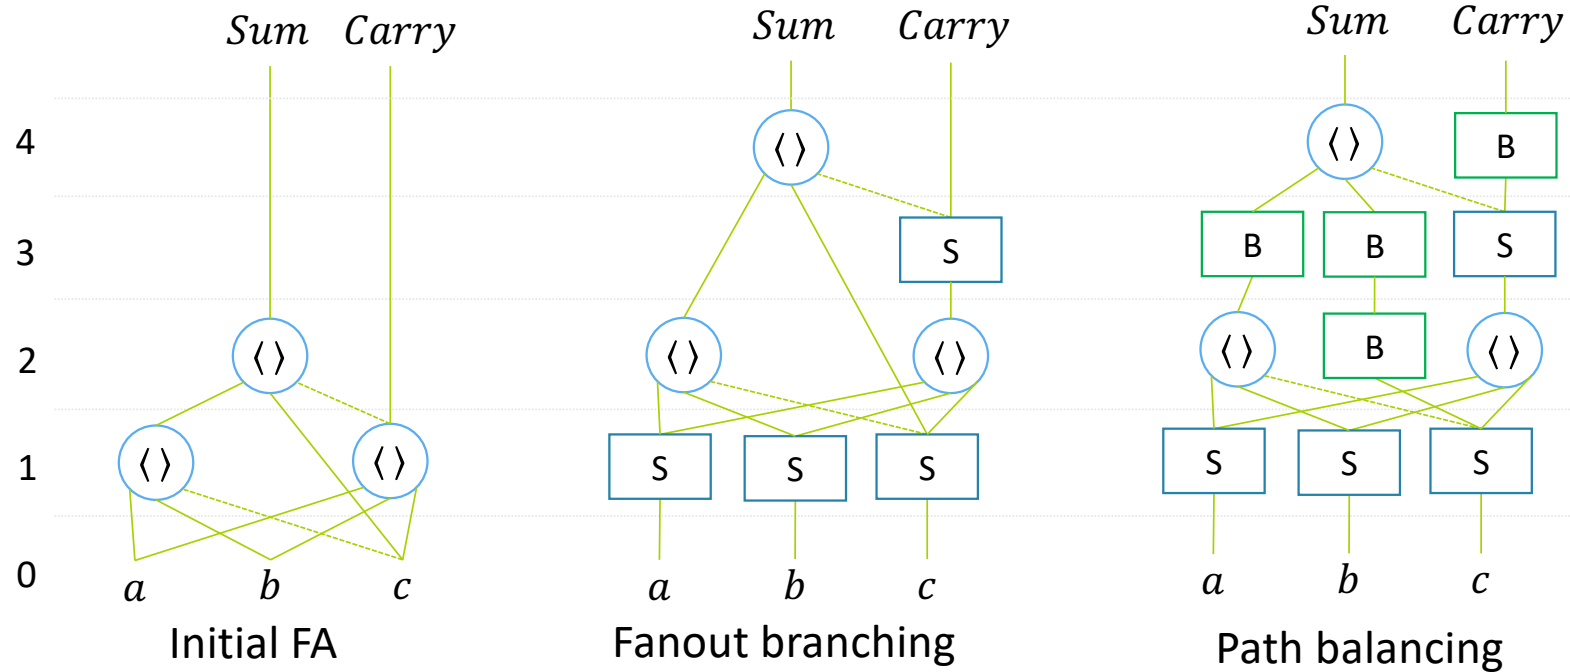 Sum Carry
Sum Carry
Sum Carry
4
⟨ ⟩
⟨ ⟩
B
3
S
B
B
S
2
⟨ ⟩
⟨ ⟩
⟨ ⟩
⟨ ⟩
B
⟨ ⟩
1
⟨ ⟩
⟨ ⟩
S
S
S
S
S
S
0
a b c
a b c
a b c
Initial FA
Fanout branching
Path balancing